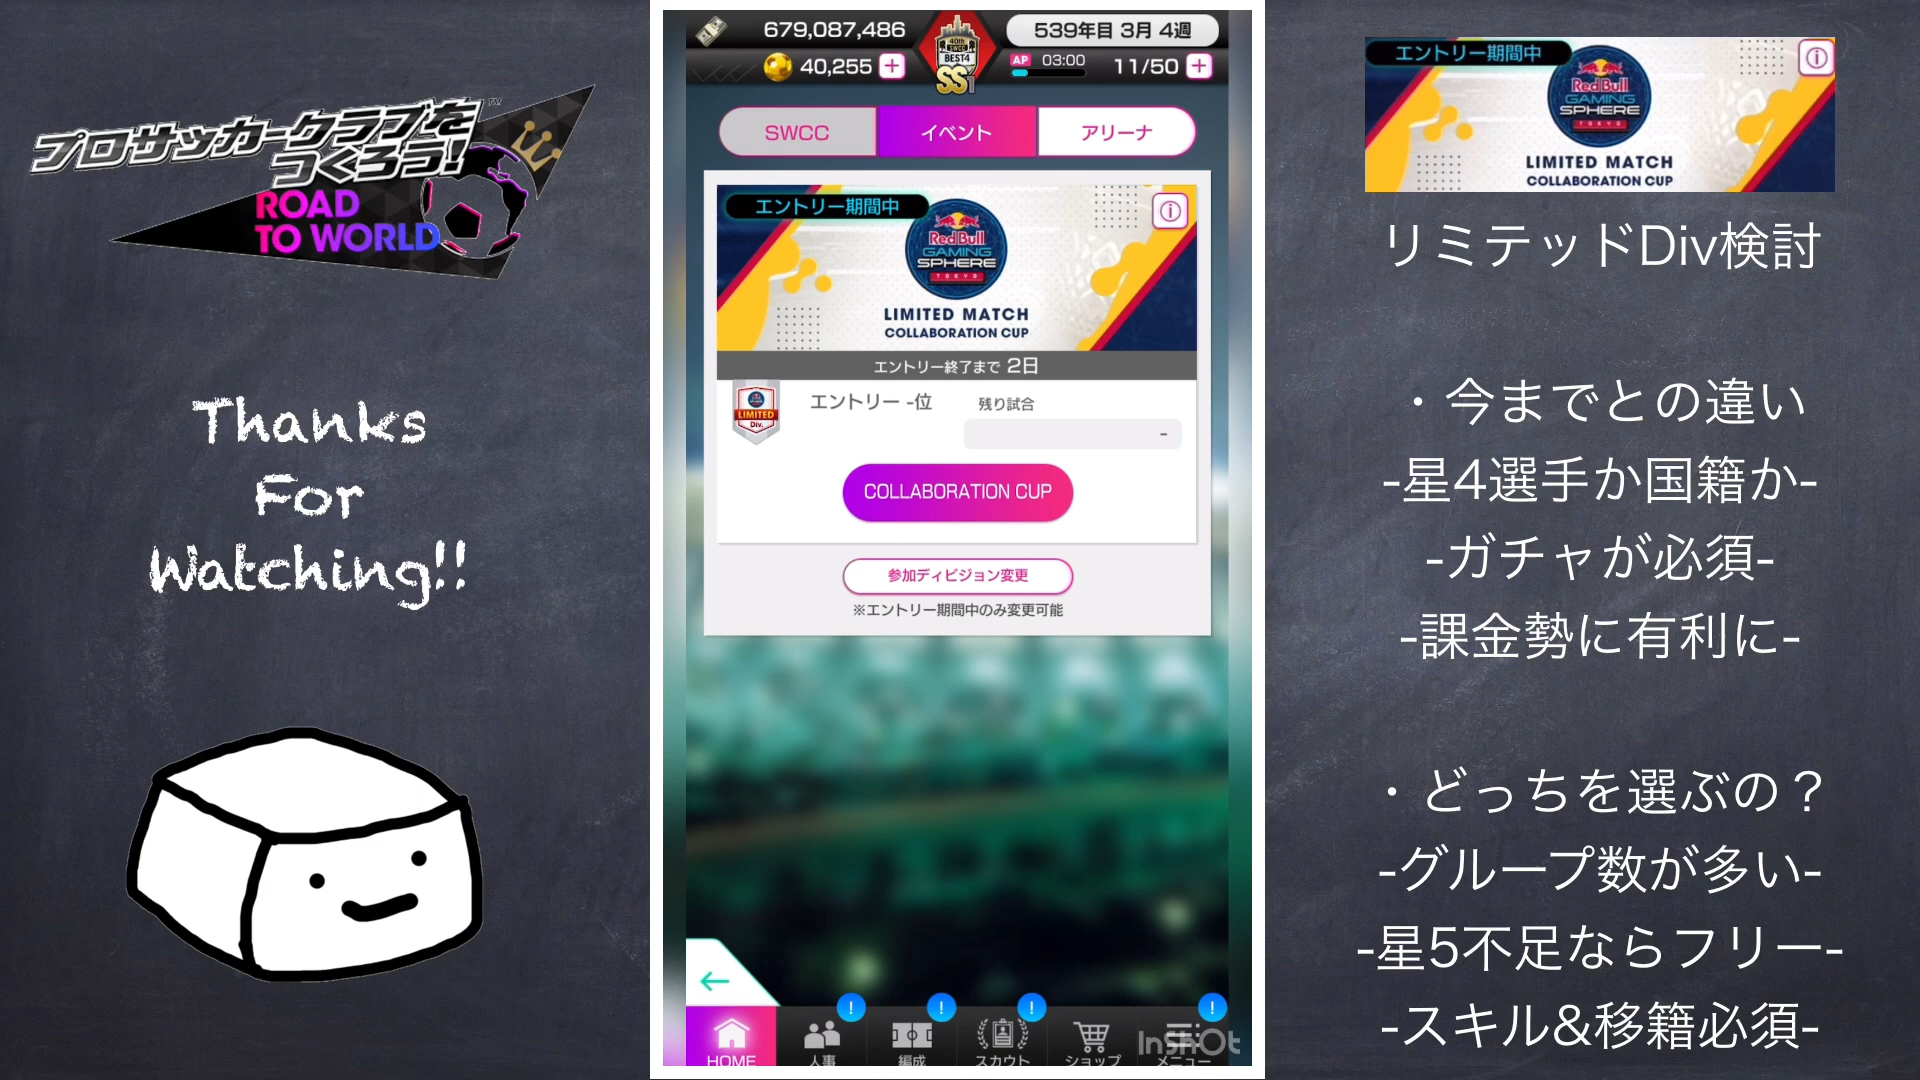 プロサッカークラブを
つくろう!
ROAD
TO WORLD
Thanks
For
Watching!!
679,087,486
40,255
40th
SWCC
BEST4
SS1
539年目 3月 4週
AP 03:00 11/50
SWCC イベント アリーナ
エントリー期間中
Red Bull
GAMING
SPHERE
TOKYO
LIMITED MATCH
COLLABORATION CUP
エントリー終了まで 2日
LIMITED
Div.
エントリー -位 残り試合
-
COLLABORATION CUP
参加ディビジョン変更
※エントリー期間中のみ変更可能
HOME 人事 編成 スカウト ショップ メニュー
InShOt
エントリー期間中
Red Bull
GAMING
SPHERE
TOKYO
LIMITED MATCH
COLLABORATION CUP
リミテッドDiv検討
・今までとの違い
-星4選手か国籍か-
-ガチャが必須-
-課金勢に有利に-
・どっちを選ぶの？
-グループ数が多い-
-星5不足ならフリー-
-スキル&移籍必須-